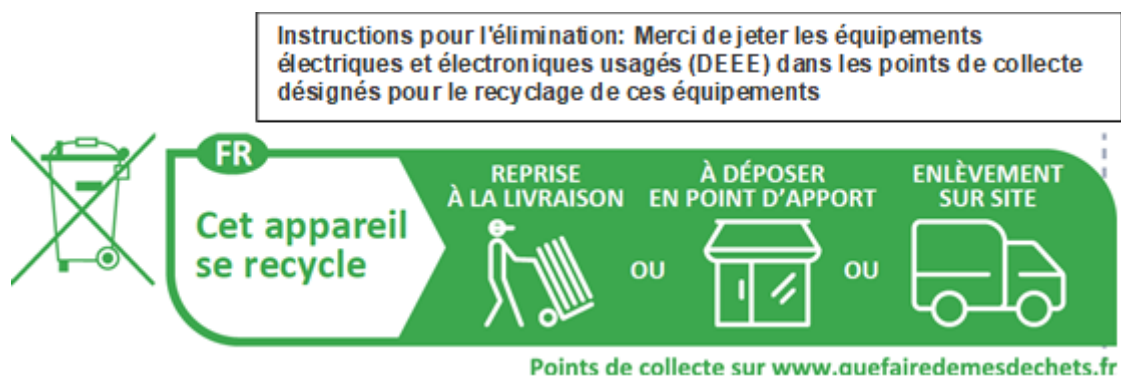 Instructions pour l'élimination: Merci de jeter les équipements
électriques et électroniques usagés (DEEE) dans les points de collecte
désignés pour le recyclage de ces équipements
FR
Cet appareil
se recycle
REPRISE
À LA LIVRAISON
OU
À DÉPOSER
EN POINT D'APPORT
OU
ENLÈVEMENT
SUR SITE
Points de collecte sur www.quefairedemesdechets.fr